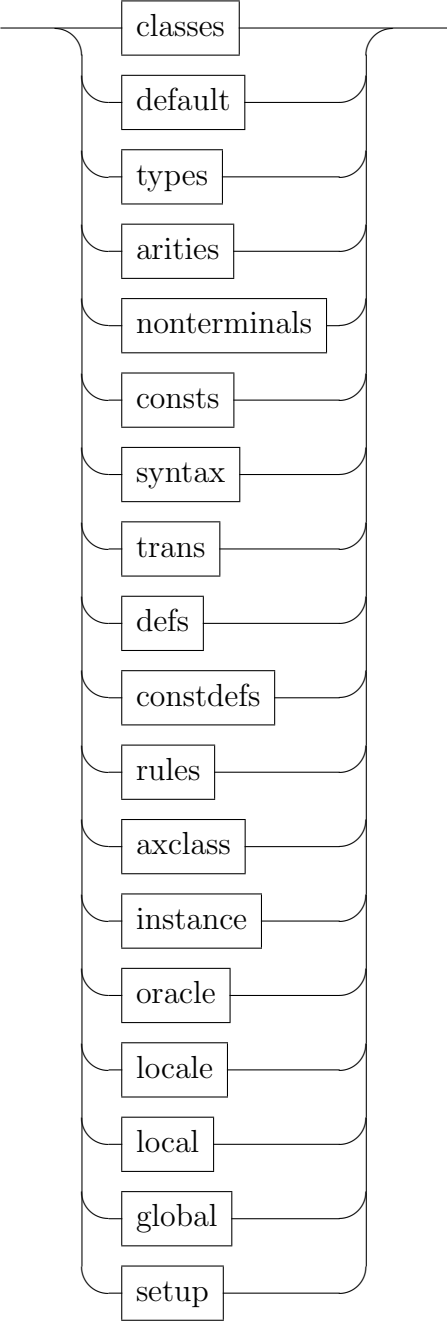 classes
default
types
arities
nonterminals
consts
syntax
trans
defs
constdefs
rules
axclass
instance
oracle
locale
local
global
setup